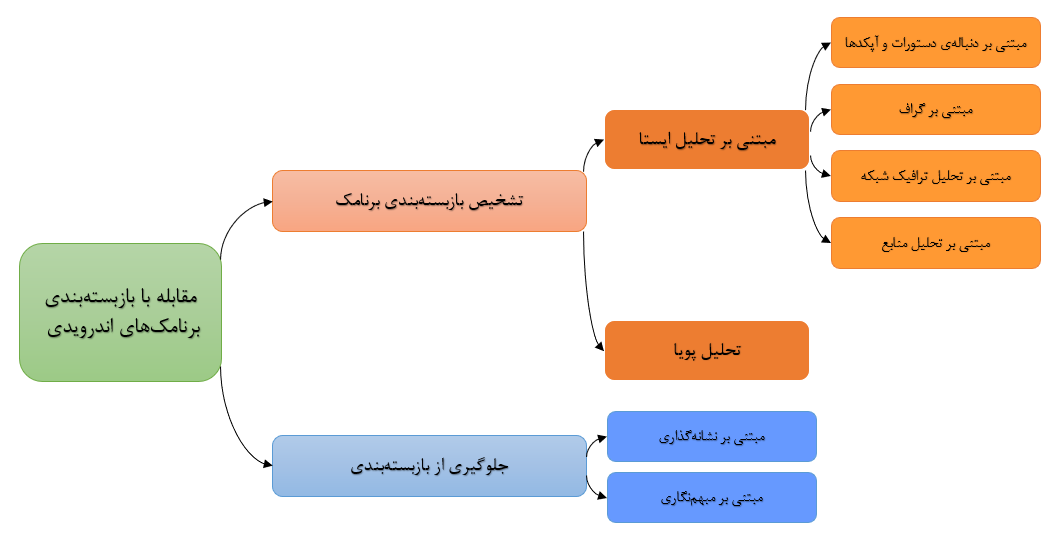 مقابله با بازبسته‌بندی
برنامک‌های اندرویدی
تشخیص بازبسته‌بندی برنامک
جلوگیری از بازبسته‌بندی
مبتنی بر تحلیل ایستا
تحلیل پویا
مبتنی بر نشانه‌گذاری
مبتنی بر مبهم‌نگاری
مبتنی بر دنباله‌ی دستورات و آپکدها
مبتنی بر گراف
مبتنی بر تحلیل ترافیک شبکه
مبتنی بر تحلیل منابع